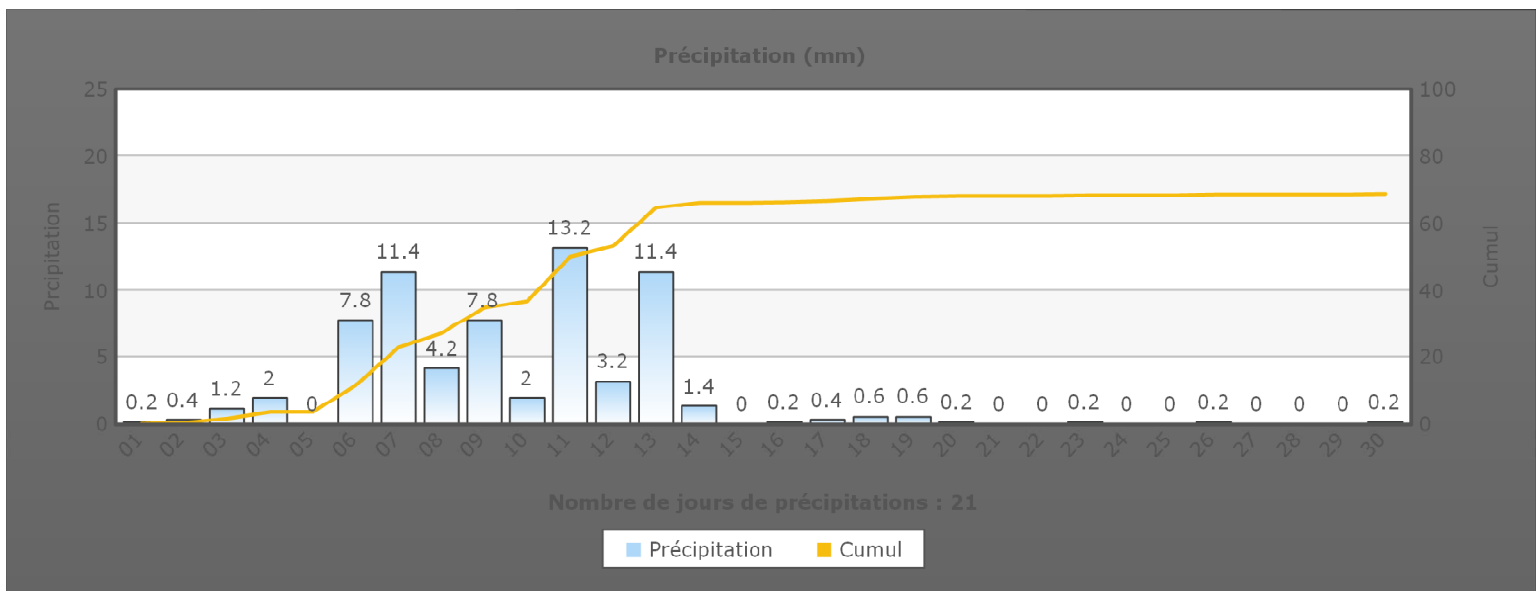 Précipitation (mm)
25
20
15
10
5
0
Prcipitation
100
80
60
40
20
0
Cumul
0.2 0.4 1.2 2 0 7.8 11.4 4.2 7.8 2 13.2 3.2 11.4 1.4 0 0.2 0.4 0.6 0.6 0.2 0 0 0.2 0 0 0.2 0 0 0 0.2
01 02 03 04 05 06 07 08 09 10 11 12 13 14 15 16 17 18 19 20 21 22 23 24 25 26 27 28 29 30
Nombre de jours de précipitations : 21
Précipitation Cumul